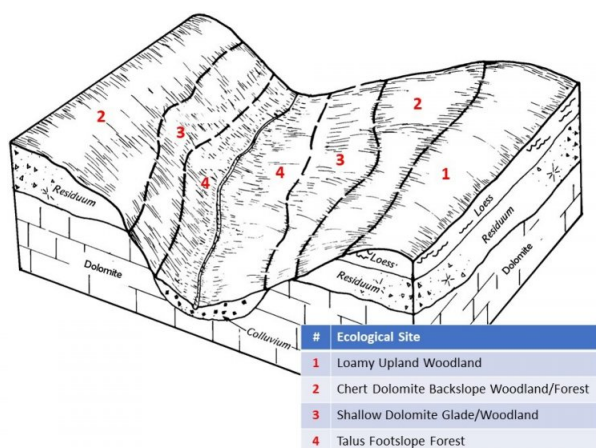 2
3
4
4
3
2
1
Residuum
Dolomite
Colluvium
Loess
Residuum
Loess
Residuum
Dolomite
# Ecological Site
1 Loamy Upland Woodland
2 Chert Dolomite Backslope Woodland/Forest
3 Shallow Dolomite Glade/Woodland
4 Talus Footslope Forest